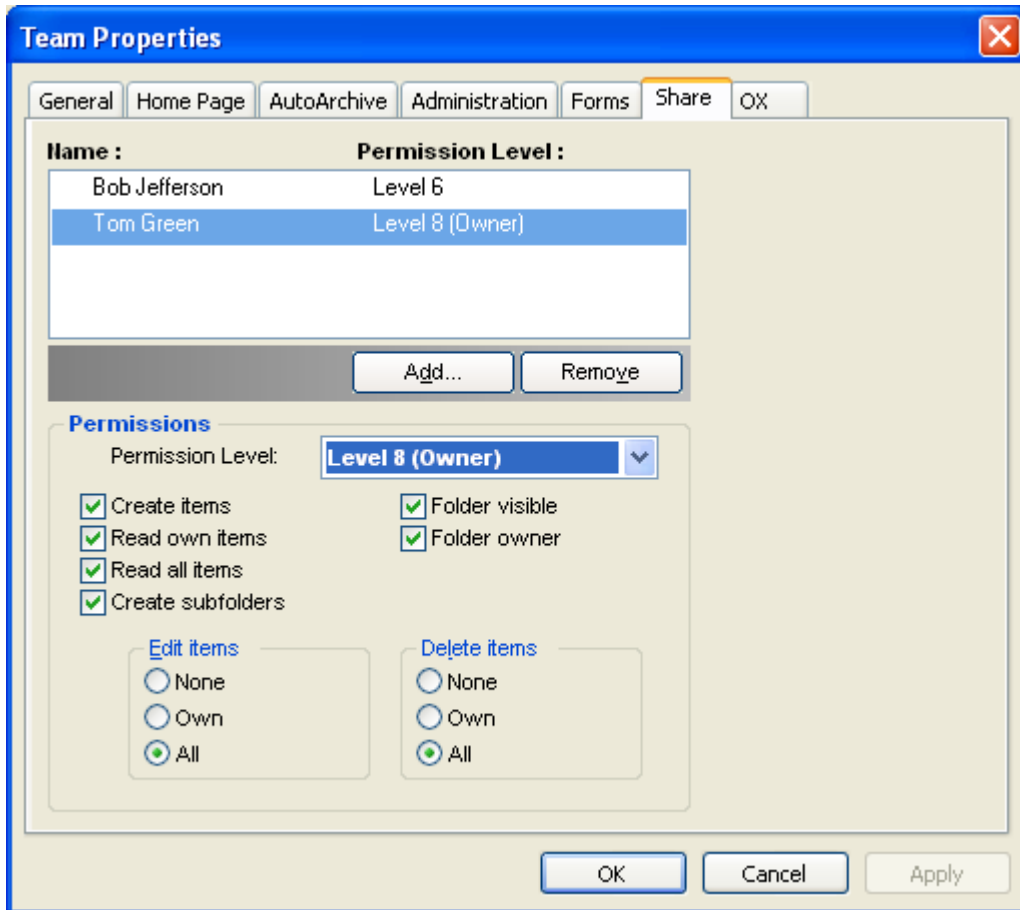 Team Properties
General Home Page AutoArchive Administration Forms Share OX
Name : Permission Level :
Bob Jefferson Level 6
Tom Green Level 8 (Owner)
Add... Remove
Permissions
Permission Level: Level 8 (Owner)
Create items Folder visible
Read own items Folder owner
Read all items
Create subfolders
Edit items Delete items
None None
Own Own
All All
OK Cancel Apply